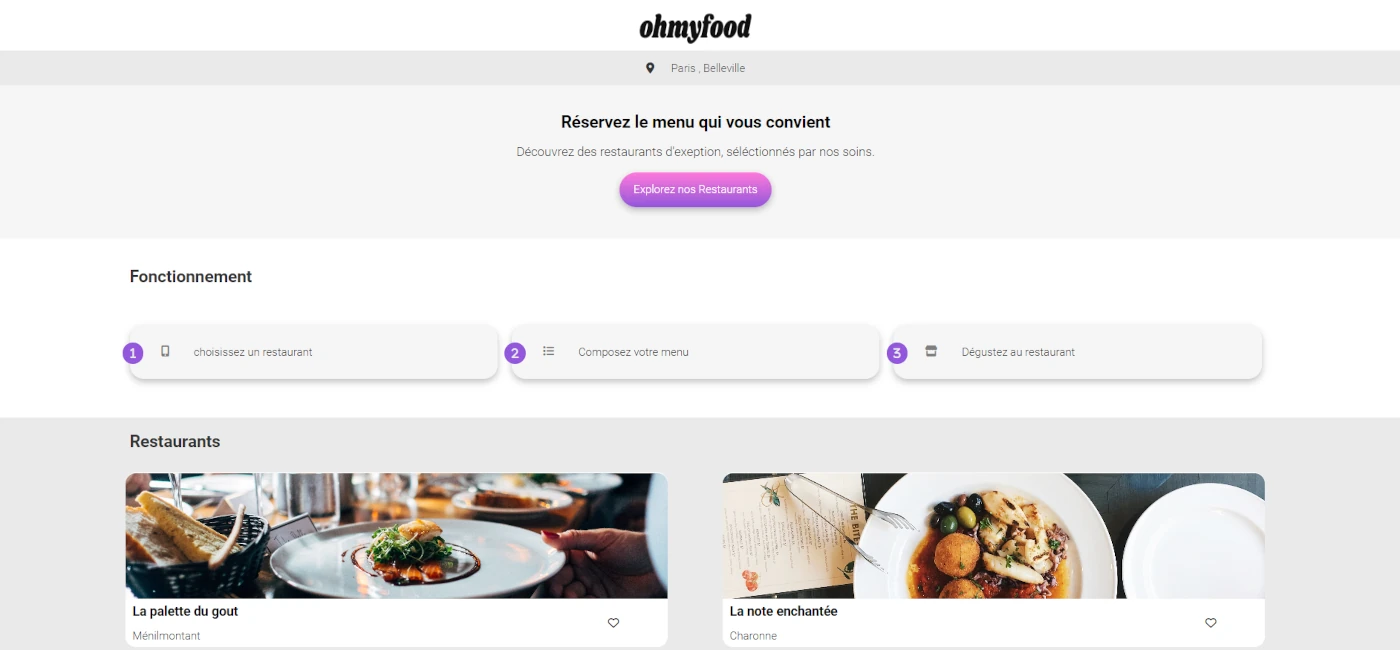 ohmyfood
Paris , Belleville
Réservez le menu qui vous convient
Découvrez des restaurants d'exeption, séléctionnés par nos soins.
Explorez nos Restaurants
Fonctionnement
1 choisissez un restaurant
2 Composez votre menu
3 Dégustez au restaurant
Restaurants
La palette du gout
Ménilmontant
La note enchantée
Charonne